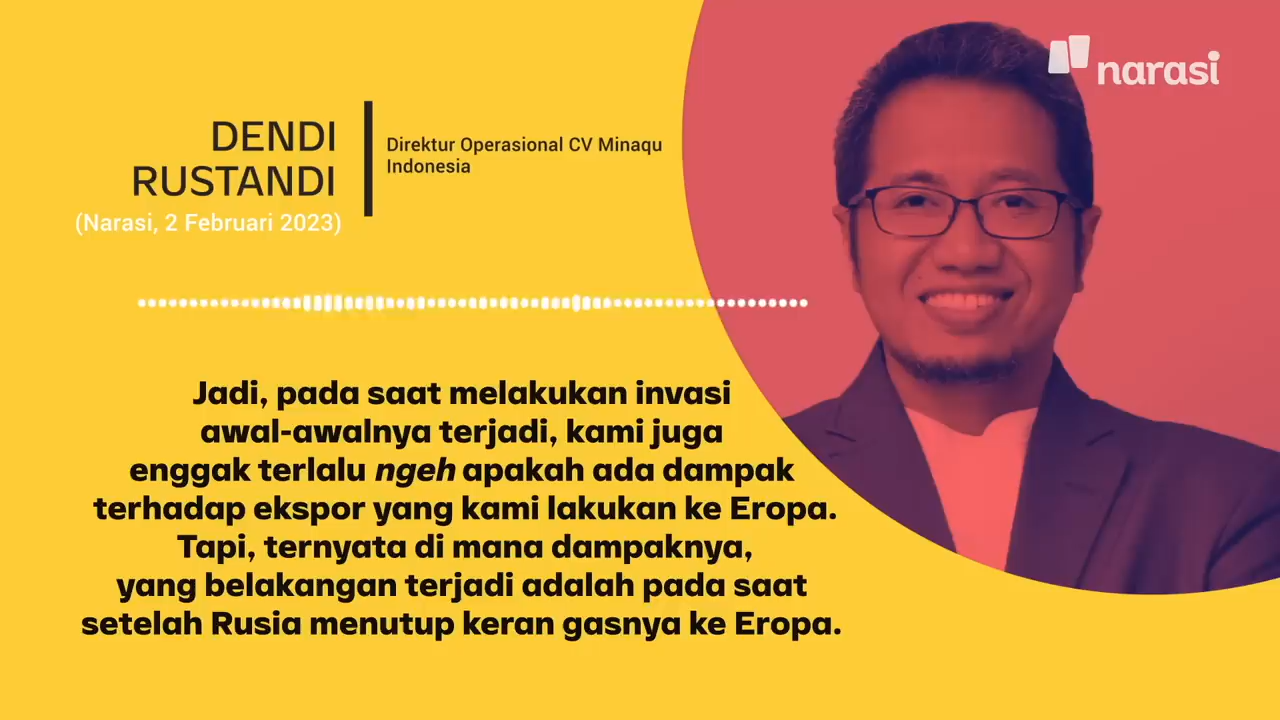 narasi
DENDI
RUSTANDI
(Narasi, 2 Februari 2023)
Direktur Operasional CV Minaqu
Indonesia
Jadi, pada saat melakukan invasi
awal-awalnya terjadi, kami juga
enggak terlalu ngeh apakah ada dampak
terhadap ekspor yang kami lakukan ke Eropa.
Tapi, ternyata di mana dampaknya,
yang belakangan terjadi adalah pada saat
setelah Rusia menutup keran gasnya ke Eropa.